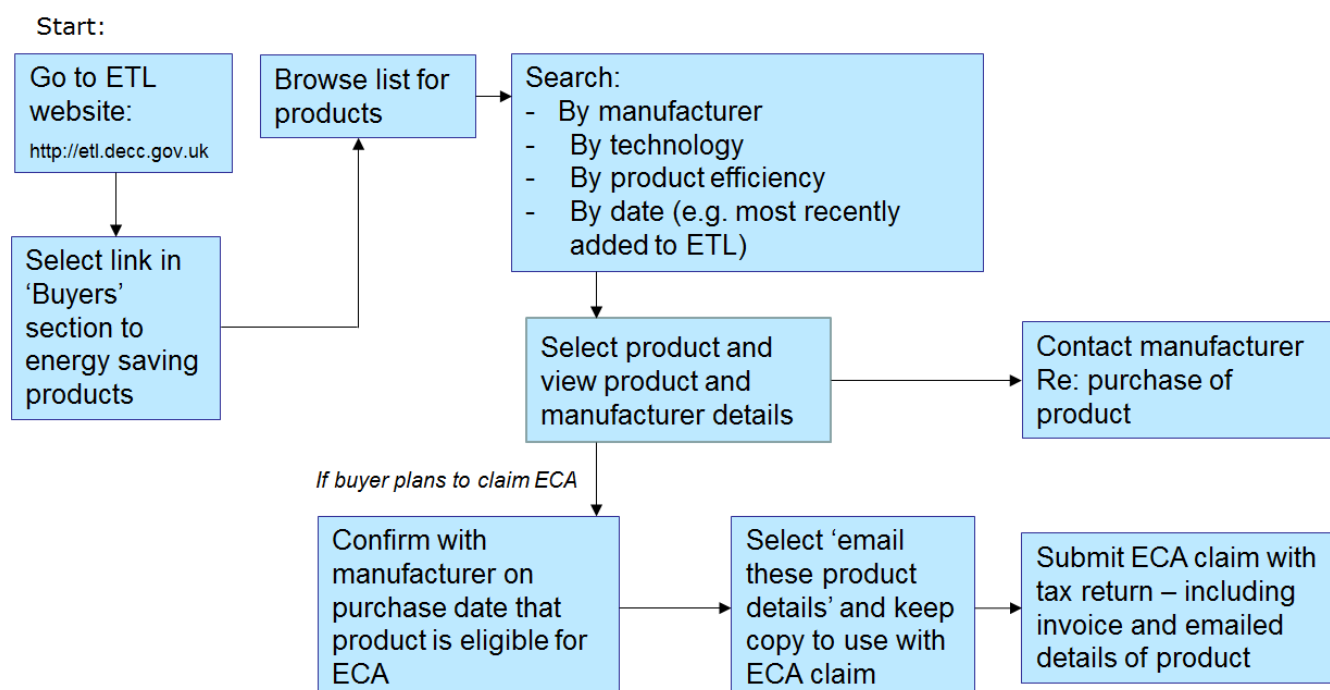 Start:
Go to ETL
website:
http://etl.decc.gov.uk
Select link in
‘Buyers’
section to
energy saving
products
Browse list for
products
Search:
- By manufacturer
- By technology
- By product efficiency
- By date (e.g. most recently
added to ETL)
Select product and
view product and
manufacturer details
Contact manufacturer
Re: purchase of
product
If buyer plans to claim ECA
Confirm with
manufacturer on
purchase date that
product is eligible for
ECA
Select ‘email
these product
details’ and keep
copy to use with
ECA claim
Submit ECA claim with
tax return – including
invoice and emailed
details of product